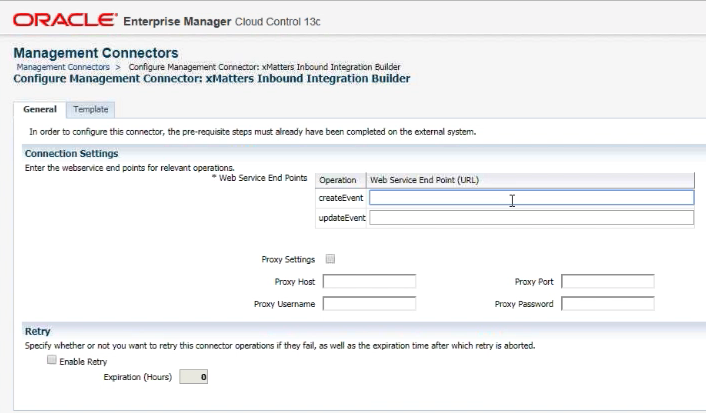 ORACLE Enterprise Manager Cloud Control 13c
Management Connectors
Management Connectors > Configure Management Connector: xMatters Inbound Integration Builder
Configure Management Connector: xMatters Inbound Integration Builder
General Template
In order to configure this connector, the pre-requisite steps must already have been completed on the external system.
Connection Settings
Enter the webservice end points for relevant operations.
* Web Service End Points Operation Web Service End Point (URL)
createEvent
updateEvent
Proxy Settings
Proxy Host Proxy Port
Proxy Username Proxy Password
Retry
Specify whether or not you want to retry this connector operations if they fail, as well as the expiration time after which retry is aborted.
Enable Retry
Expiration (Hours) 0